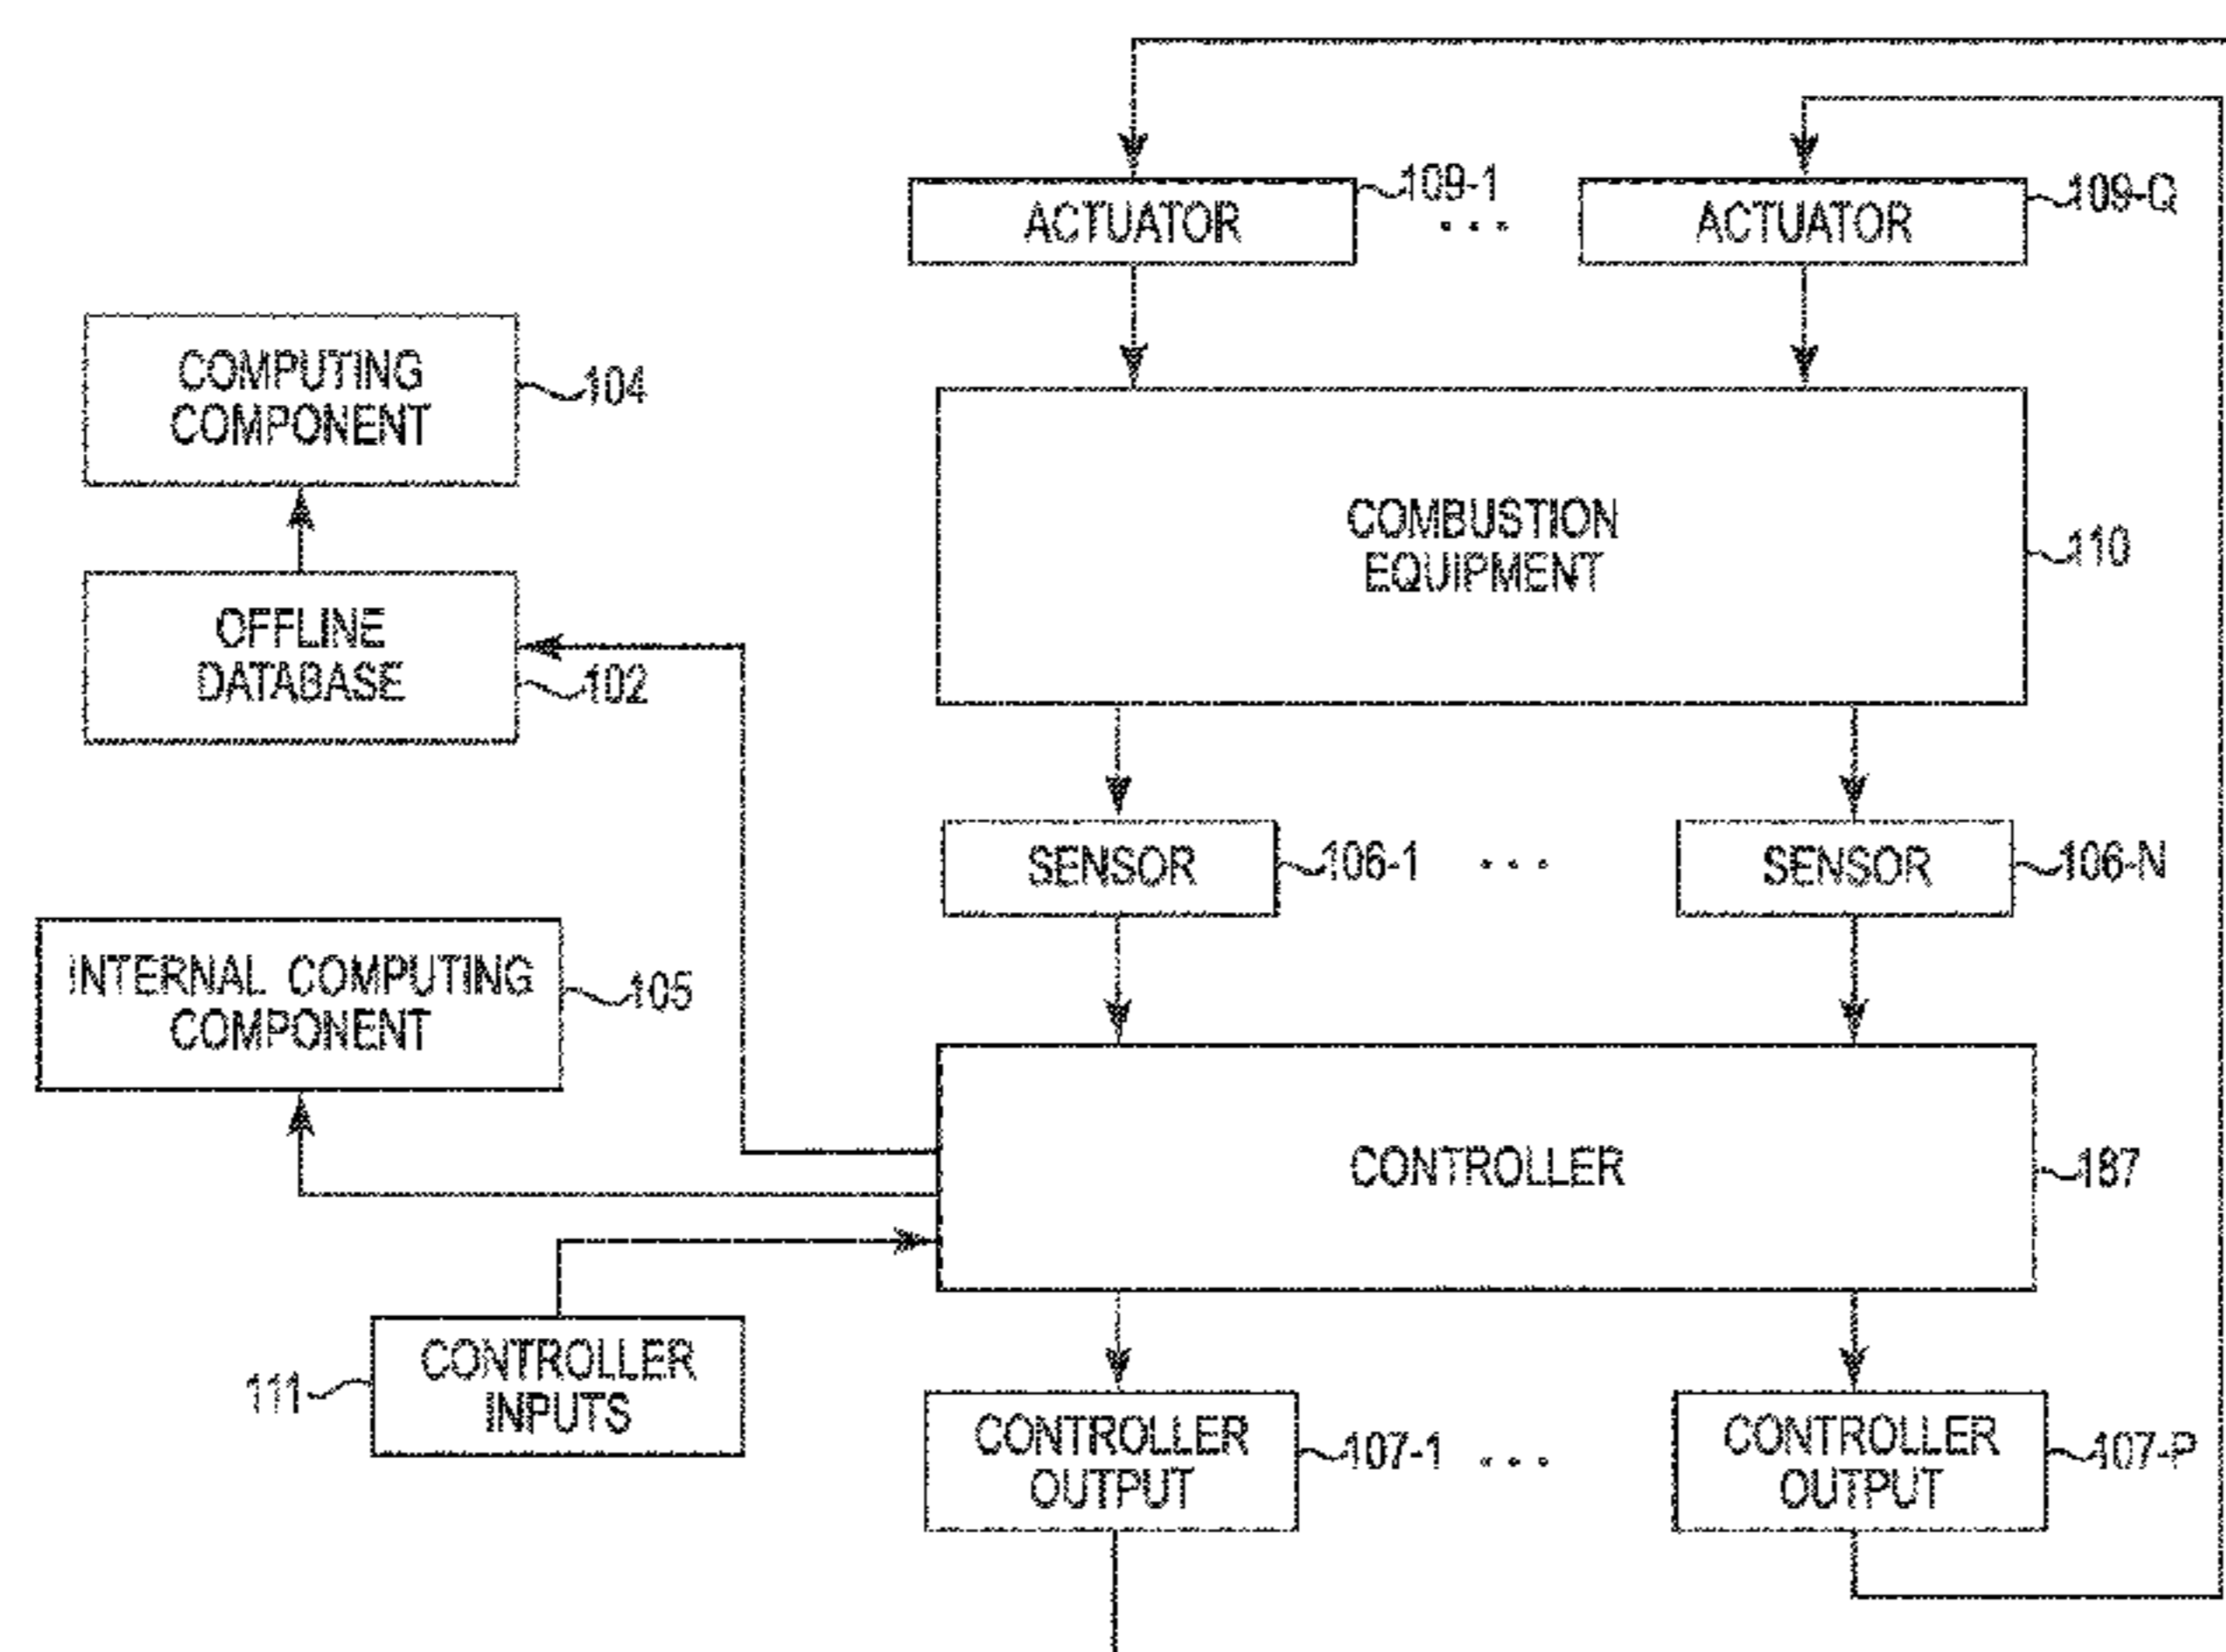 109-1
109-Q
ACTUATOR
. . .
ACTUATOR
COMPUTING
COMPONENT
104
COMBUSTION
EQUIPMENT
110
OFFLINE
DATABASE
102
SENSOR
106-1
. . .
SENSOR
106-N
INTERNAL COMPUTING
COMPONENT
105
CONTROLLER
187
CONTROLLER
INPUTS
111
CONTROLLER
OUTPUT
107-1
. . .
CONTROLLER
OUTPUT
107-P